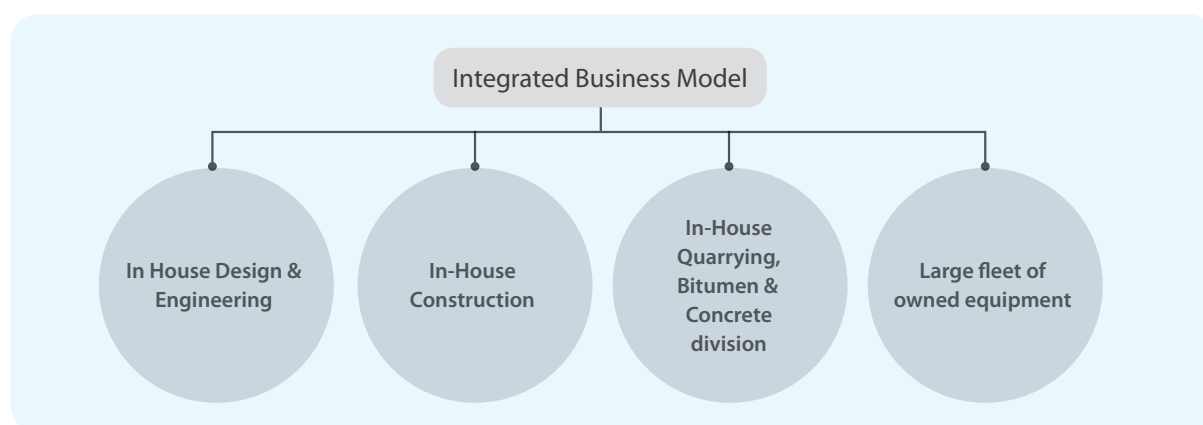 Integrated Business Model
In House Design &
Engineering
In-House
Construction
In-House
Quarrying,
Bitumen &
Concrete
division
Large fleet of
owned equipment